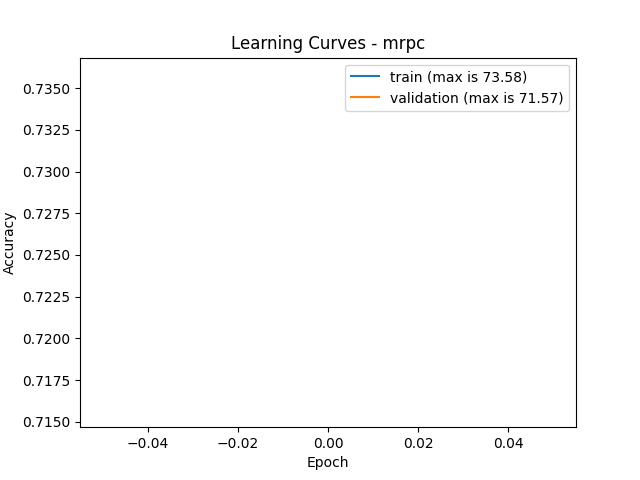 Learning Curves - mrpc
train (max is 73.58)
validation (max is 71.57)
0.7350
0.7325
0.7300
0.7275
0.7250
0.7225
0.7200
0.7175
0.7150
Accuracy
−0.04
−0.02
0.00
0.02
0.04
Epoch